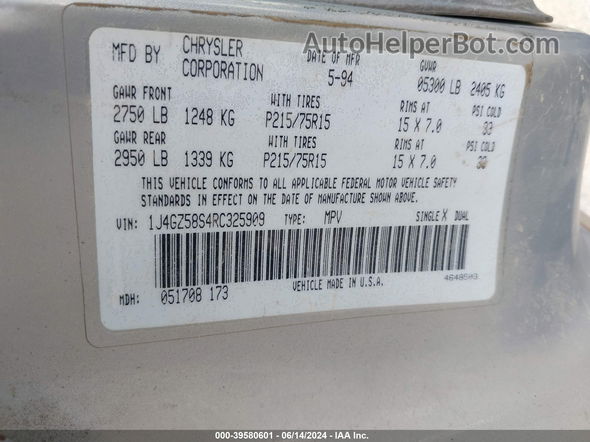 AutoHelperBot.com
MFD BY CHRYSLER CORPORATION DATE OF MFR 5-94 GVWR 05300 LB 2405 KG
GAWR FRONT WITH TIRES RIMS AT PSI COLD
2750 LB 1248 KG P215/75R15 15 X 7.0 33
GAWR REAR WITH TIRES RIMS AT PSI COLD
2950 LB 1339 KG P215/75R15 15 X 7.0
THIS VEHICLE CONFORMS TO ALL APPLICABLE FEDERAL MOTOR VEHICLE SAFETY
STANDARDS IN EFFECT ON THE DATE OF MANUFACTURE SHOWN ABOVE.
VIN: 1J4GZ58S4RC325909 TYPE: MPV SINGLE X DUAL
VEHICLE MADE IN U.S.A. 4648509
MDH: 051708 173
000-39580601 - 06/14/2024 - IAA Inc.